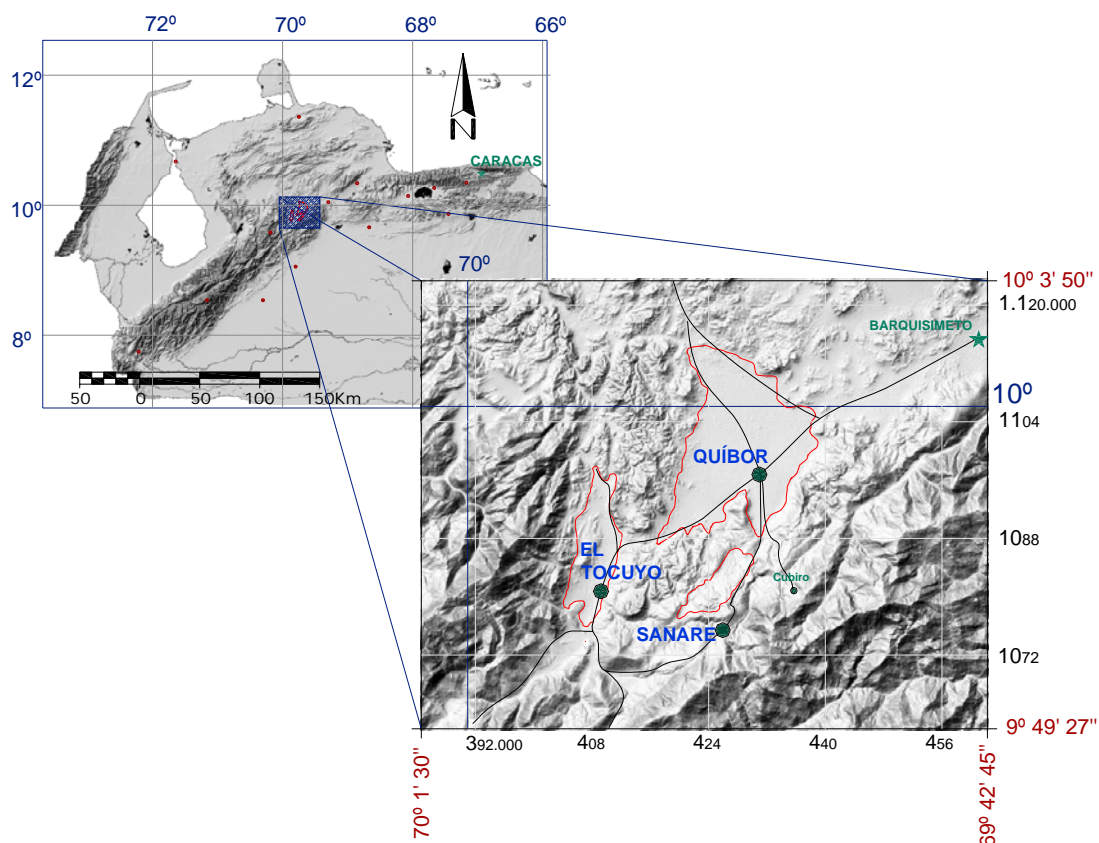 72º 70º 68º 66º
12º
10º
8º
N
CARACAS
50 0 50 100 150Km
70º
10º 3' 50"
1.120.000
BARQUISIMETO
10º
1104
QUÍBOR
1088
EL
TOCUYO
Cubiro
SANARE
1072
9º 49' 27"
392.000 408 424 440 456
70º 1' 30"
69º 42' 45"